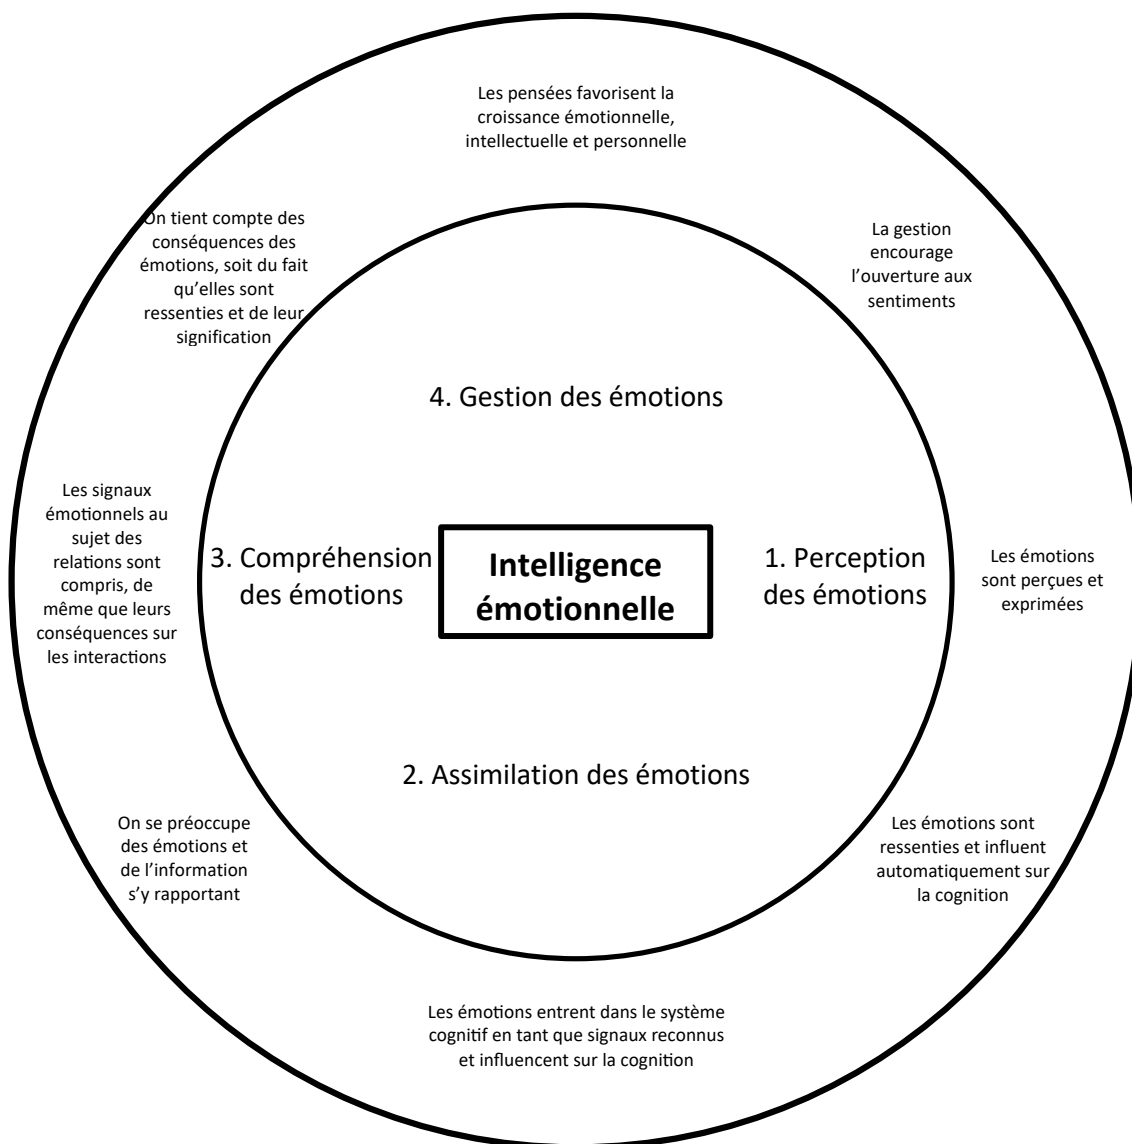 Les pensées favorisent la
croissance émotionnelle,
intellectuelle et personnelle
On tient compte des
conséquences des
émotions, soit du fait
qu’elles sont
ressenties et de leur
signification
La gestion
encourage
l’ouverture aux
sentiments
4. Gestion des émotions
Les signaux
émotionnels au
sujet des
relations sont
compris, de
même que leurs
conséquences sur
les interactions
3. Compréhension
des émotions
Intelligence
émotionnelle
1. Perception
des émotions
Les émotions
sont perçues et
exprimées
2. Assimilation des émotions
On se préoccupe
des émotions et
de l’information
s’y rapportant
Les émotions sont
ressenties et influent
automatiquement sur
la cognition
Les émotions entrent dans le système
cognitif en tant que signaux reconnus
et influencent sur la cognition